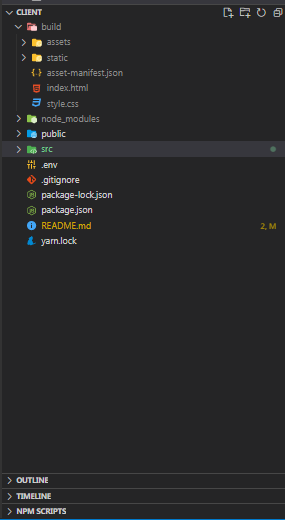 CLIENT
build
assets
static
asset-manifest.json
index.html
style.css
node_modules
public
src
.env
.gitignore
package-lock.json
package.json
README.md 2, M
yarn.lock
OUTLINE
TIMELINE
NPM SCRIPTS